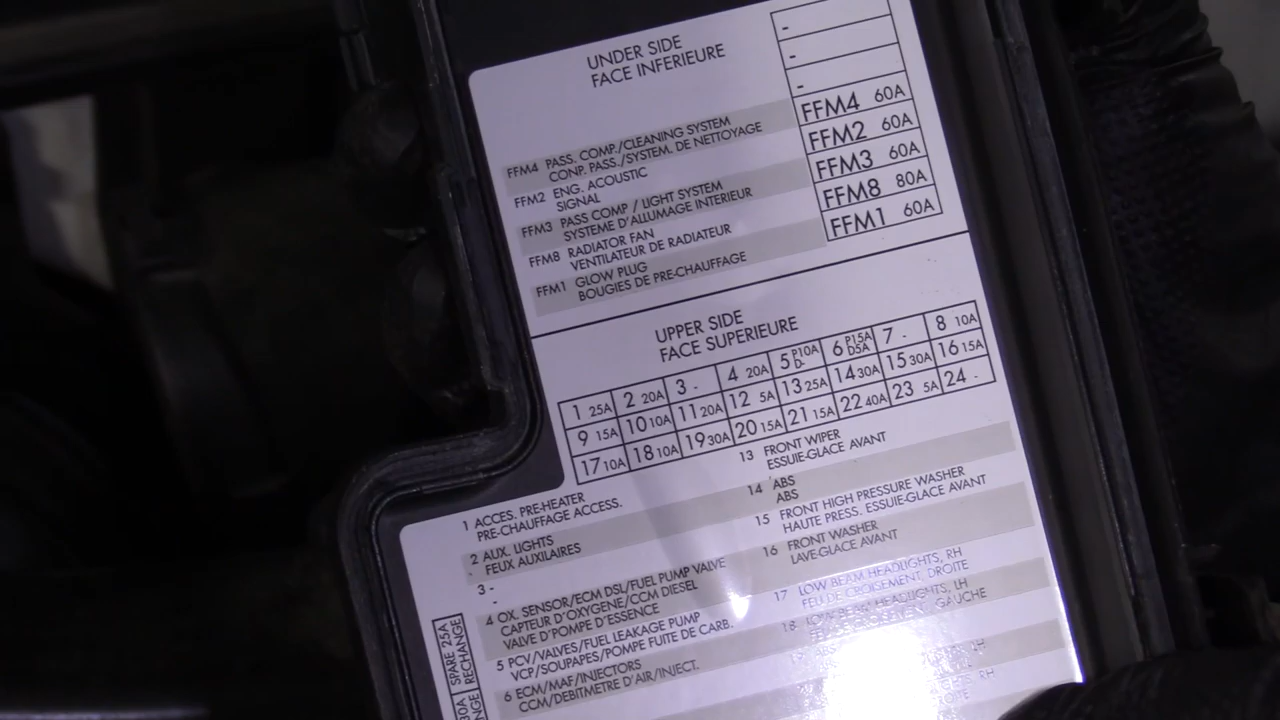 UNDER SIDE
FACE INFERIEURE
-
-
-
FFM4 60A
FFM2 60A
FFM3 60A
FFM8 80A
FFM1 60A
FFM4 PASS. COMP./CLEANING SYSTEM
CONP. PASS./SYSTEM. DE NETTOYAGE
FFM2 ENG. ACOUSTIC
SIGNAL
FFM3 PASS COMP / LIGHT SYSTEM
SYSTEME D'ALLUMAGE INTERIEUR
FFM8 RADIATOR FAN
VENTILATEUR DE RADIATEUR
FFM1 GLOW PLUG
BOUGIES DE PRE-CHAUFFAGE
UPPER SIDE
FACE SUPERIEURE
1 25A 2 20A 3 - 4 20A 5 P10A D- 6 P15A D5A 7 - 8 10A
9 15A 10 10A 11 20A 12 5A 13 25A 14 30A 15 30A 16 15A
17 10A 18 10A 19 30A 20 15A 21 15A 22 40A 23 5A 24 -
1 ACCES. PRE-HEATER
PRE-CHAUFFAGE ACCESS.
2 AUX. LIGHTS
FEUX AUXILAIRES
3 -
-
4 OX. SENSOR/ECM DSL/FUEL PUMP VALVE
CAPTEUR D'OXYGENE/CCM DIESEL
VALVE D'POMPE D'ESSENCE
5 PCV/VALVES/FUEL LEAKAGE PUMP
VCP/SOUPAPES/POMPE FUITE DE CARB.
6 ECM/MAF/INJECTORS
CCM/DEBITMETRE D'AIR/INJECT.
13 FRONT WIPER
ESSUIE-GLACE AVANT
14 ABS
ABS
15 FRONT HIGH PRESSURE WASHER
HAUTE PRESS. ESSUIE-GLACE AVANT
16 FRONT WASHER
LAVE-GLACE AVANT
17 LOW BEAM HEADLIGHTS, RH
FEU DE CROISEMENT, DROITE
18 LOW BEAM HEADLIGHTS, LH
GAUCHE
SPARE 25A
RECHANGE
30A